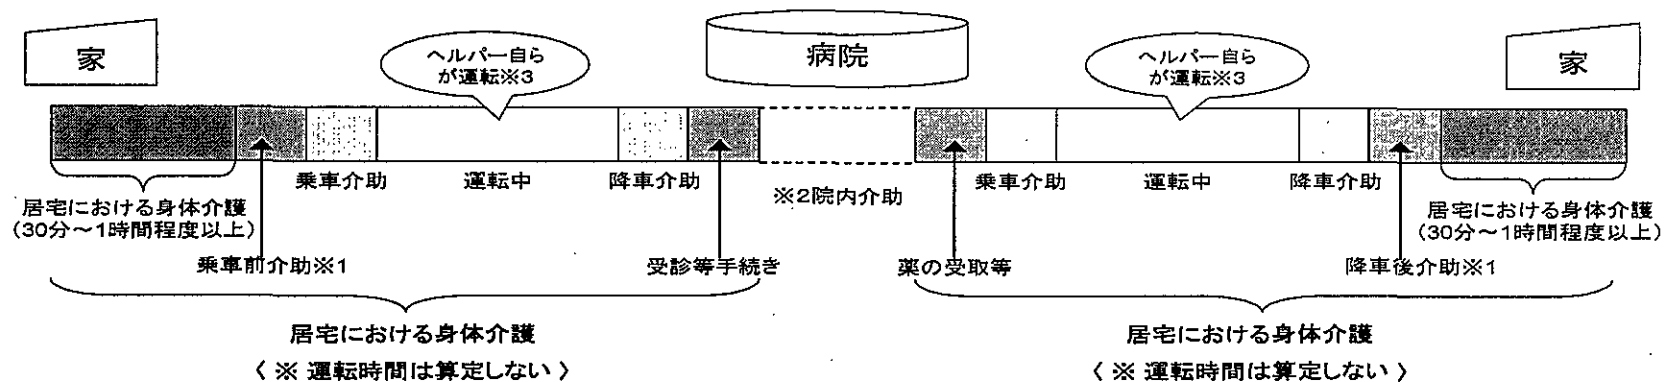 家
ヘルパー自ら
が運転※3
病院
ヘルパー自ら
が運転※3
家
乗車介助
運転中
降車介助
※2院内介助
乗車介助
運転中
降車介助
居宅における身体介護
（30分～1時間程度以上）
居宅における身体介護
（30分～1時間程度以上）
乗車前介助※1
受診等手続き
薬の受取等
降車後介助※1
居宅における身体介護
〈 ※ 運転時間は算定しない 〉
居宅における身体介護
〈 ※ 運転時間は算定しない 〉